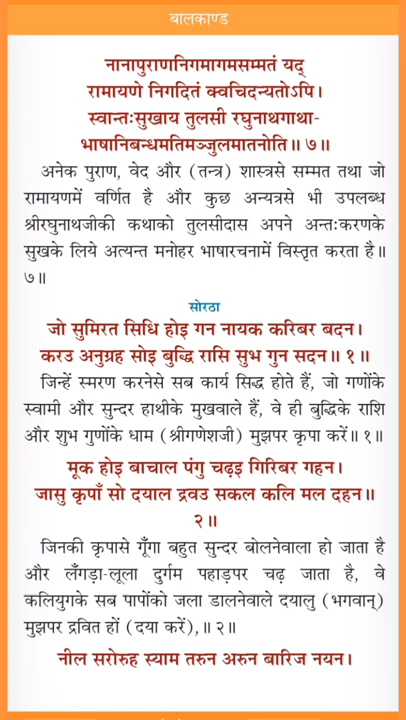 बालकाण्ड
नानापुराणनिगमागमसम्मतं यद्
रामायणे निगदितं क्वचिदन्यतोऽपि।
स्वान्तःसुखाय तुलसी रघुनाथगाथा-
भाषानिबन्धमतिमञ्जुलमातनोति॥ ७॥
अनेक पुराण, वेद और (तन्त्र) शास्त्रसे सम्मत तथा जो
रामायणमें वर्णित है और कुछ अन्यत्रसे भी उपलब्ध
श्रीरघुनाथजीकी कथाको तुलसीदास अपने अन्तःकरणके
सुखके लिये अत्यन्त मनोहर भाषारचनामें विस्तृत करता है॥
७॥
सोरठा
जो सुमिरत सिधि होइ गन नायक करिबर बदन।
करउ अनुग्रह सोइ बुद्धि रासि सुभ गुन सदन॥ १॥
जिन्हें स्मरण करनेसे सब कार्य सिद्ध होते हैं, जो गणोंके
स्वामी और सुन्दर हाथीके मुखवाले हैं, वे ही बुद्धिके राशि
और शुभ गुणोंके धाम (श्रीगणेशजी) मुझपर कृपा करें॥ १॥
मूक होइ बाचाल पंगु चढ़इ गिरिबर गहन।
जासु कृपाँ सो दयाल द्रवउ सकल कलि मल दहन॥
२॥
जिनकी कृपासे गूँगा बहुत सुन्दर बोलनेवाला हो जाता है
और लँगड़ा-लूला दुर्गम पहाड़पर चढ़ जाता है, वे
कलियुगके सब पापोंको जला डालनेवाले दयालु (भगवान्)
मुझपर द्रवित हों (दया करें),॥ २॥
नील सरोरुह स्याम तरुन अरुन बारिज नयन।